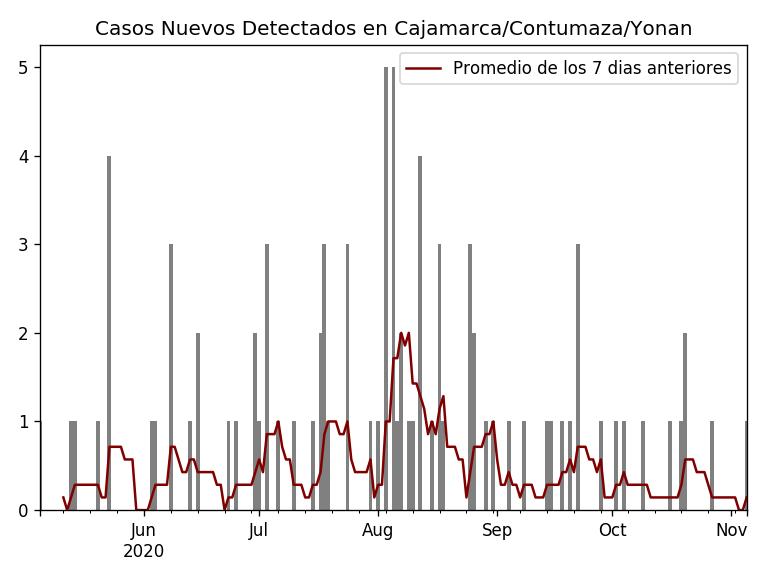 Casos Nuevos Detectados en Cajamarca/Contumaza/Yonan
Promedio de los 7 dias anteriores
5
4
3
2
1
0
Jun Jul Aug Sep Oct Nov
2020